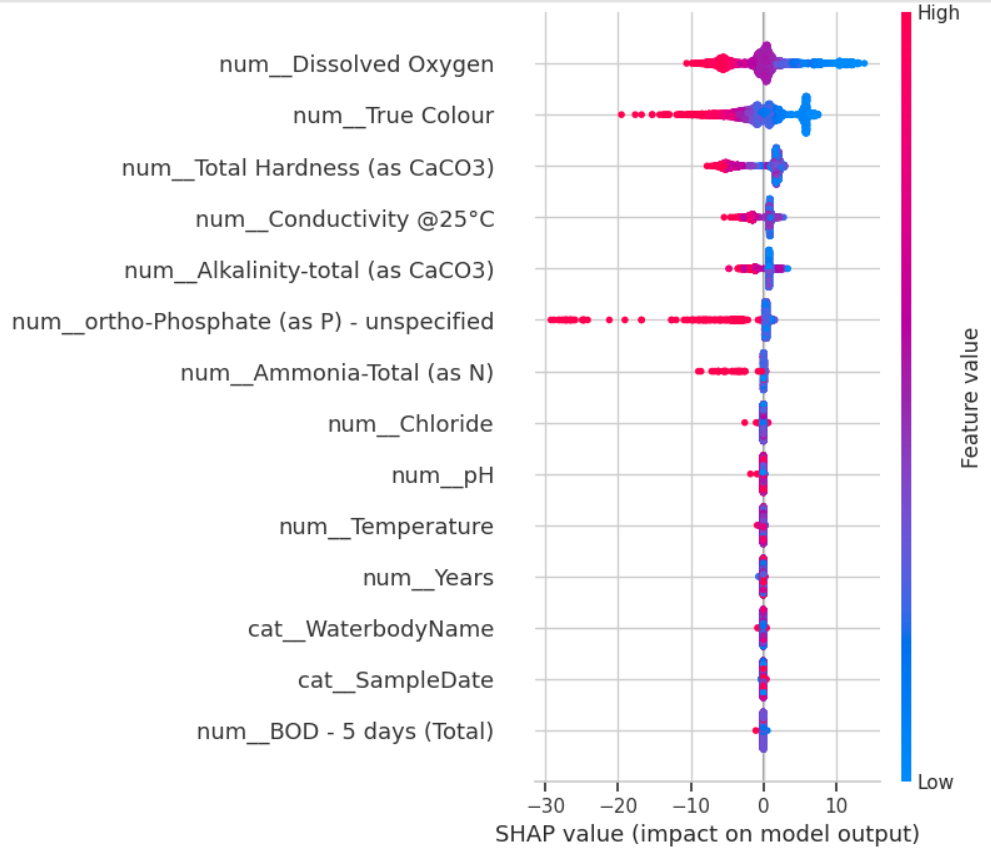 High
num__Dissolved Oxygen
num__True Colour
num__Total Hardness (as CaCO3)
num__Conductivity @25°C
num__Alkalinity-total (as CaCO3)
num__ortho-Phosphate (as P) - unspecified
num__Ammonia-Total (as N)
num__Chloride
num__pH
num__Temperature
num__Years
cat__WaterbodyName
cat__SampleDate
num__BOD - 5 days (Total)
Feature value
Low
−30 −20 −10 0 10
SHAP value (impact on model output)